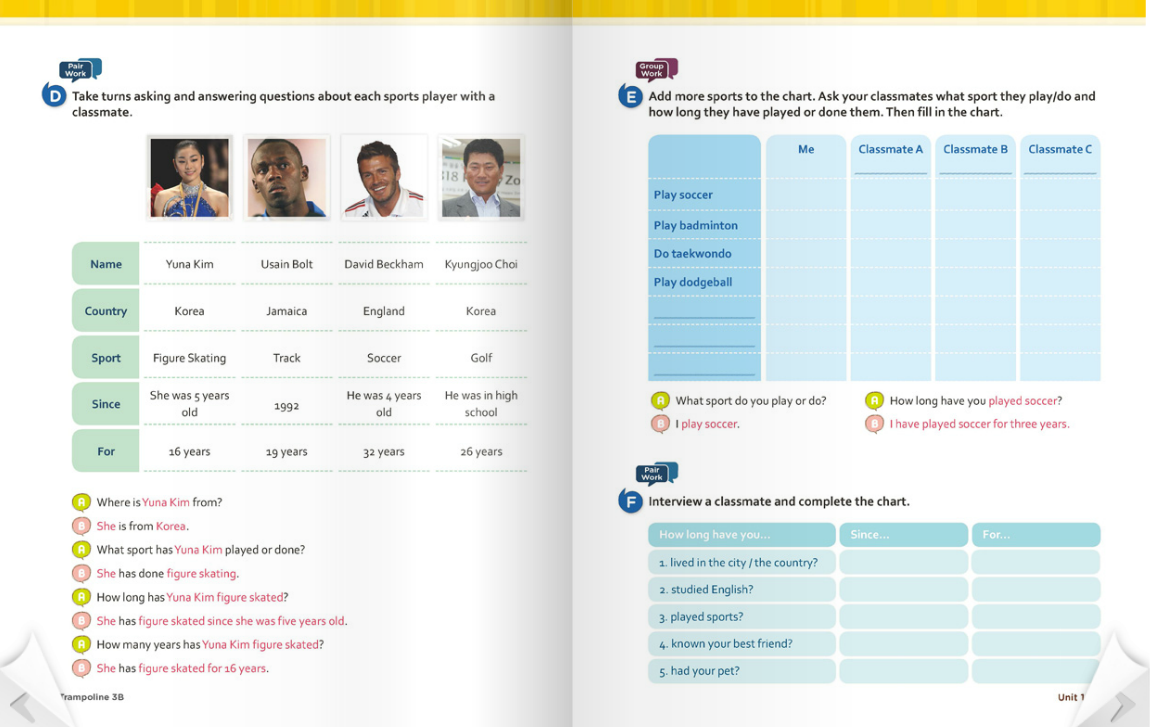 Pair
Work
D Take turns asking and answering questions about each sports player with a
classmate.
Name Yuna Kim Usain Bolt David Beckham Kyungjoo Choi
Country Korea Jamaica England Korea
Sport Figure Skating Track Soccer Golf
Since She was 5 years old 1992 He was 4 years old He was in high school
For 16 years 19 years 32 years 26 years
A Where is Yuna Kim from?
B She is from Korea.
A What sport has Yuna Kim played or done?
B She has done figure skating.
A How long has Yuna Kim figure skated?
B She has figure skated since she was five years old.
A How many years has Yuna Kim figure skated?
B She has figure skated for 16 years.
Trampoline 3B
Group
Work
E Add more sports to the chart. Ask your classmates what sport they play/do and
how long they have played or done them. Then fill in the chart.
Me Classmate A Classmate B Classmate C
Play soccer
Play badminton
Do taekwondo
Play dodgeball
A What sport do you play or do?
B I play soccer.
A How long have you played soccer?
B I have played soccer for three years.
Pair
Work
F Interview a classmate and complete the chart.
How long have you... Since... For...
1. lived in the city / the country?
2. studied English?
3. played sports?
4. known your best friend?
5. had your pet?
Unit 1